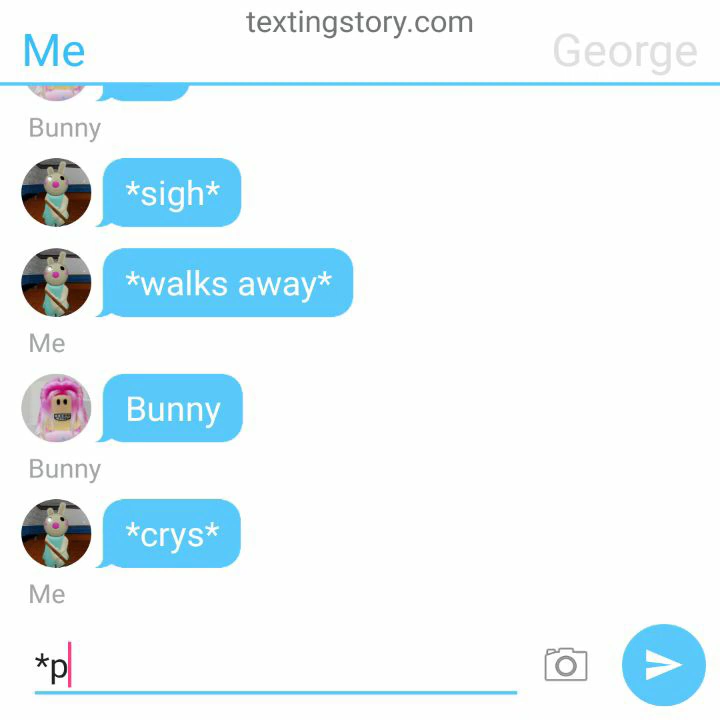 textingstory.com
Me George
Bunny
*sigh*
*walks away*
Me
Bunny
Bunny
*crys*
Me
*p